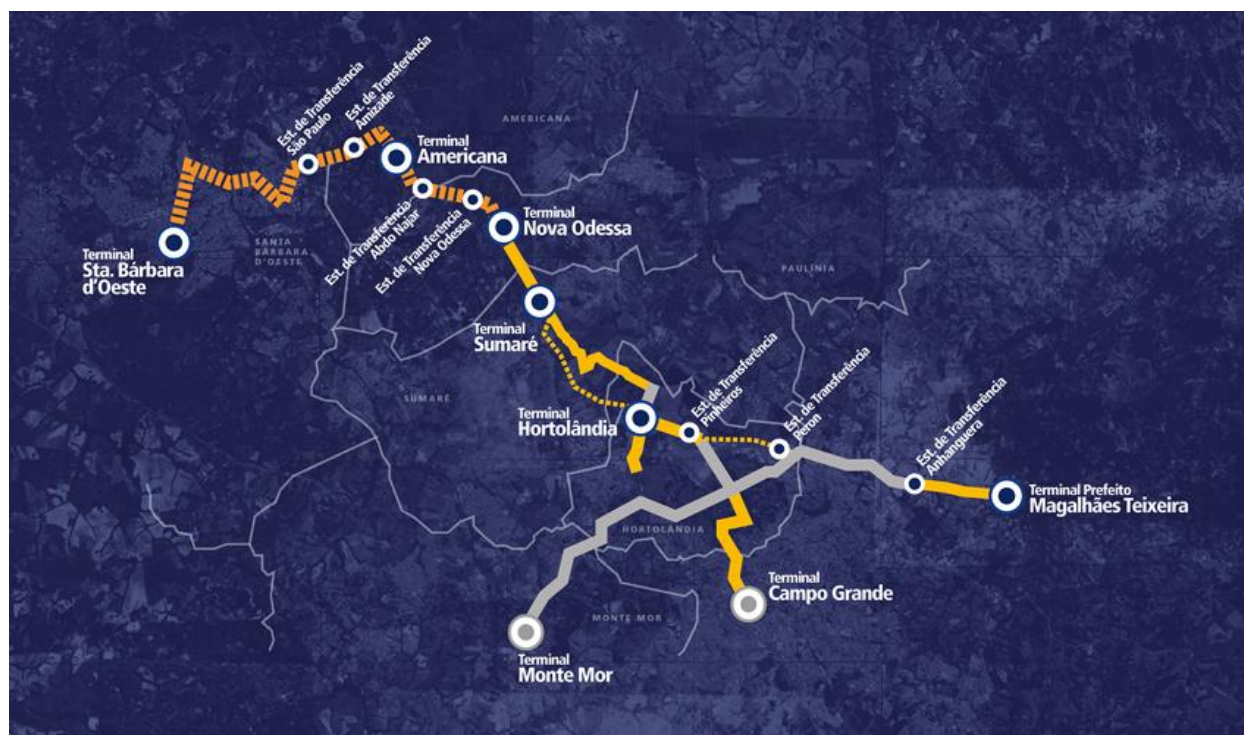 Est. de Transferência
São Paulo
Est. de Transferência
Amizade
AMERICANA
Terminal
Americana
Est. de Transferência
Abdo Najar
Est. de Transferência
Nova Odessa
Terminal
Nova Odessa
Terminal
Sta. Bárbara
d'Oeste
SANTA
BÁRBARA
D'OESTE
PAULÍNIA
Terminal
Sumaré
SUMARÉ
Terminal
Hortolândia
Est. de Transferência
Pinheiros
Est. de Transferência
Peron
Est. de Transferência
Anhanguera
Terminal Prefeito
Magalhães Teixeira
HORTOLÂNDIA
Terminal
Campo Grande
MONTE MOR
Terminal
Monte Mor